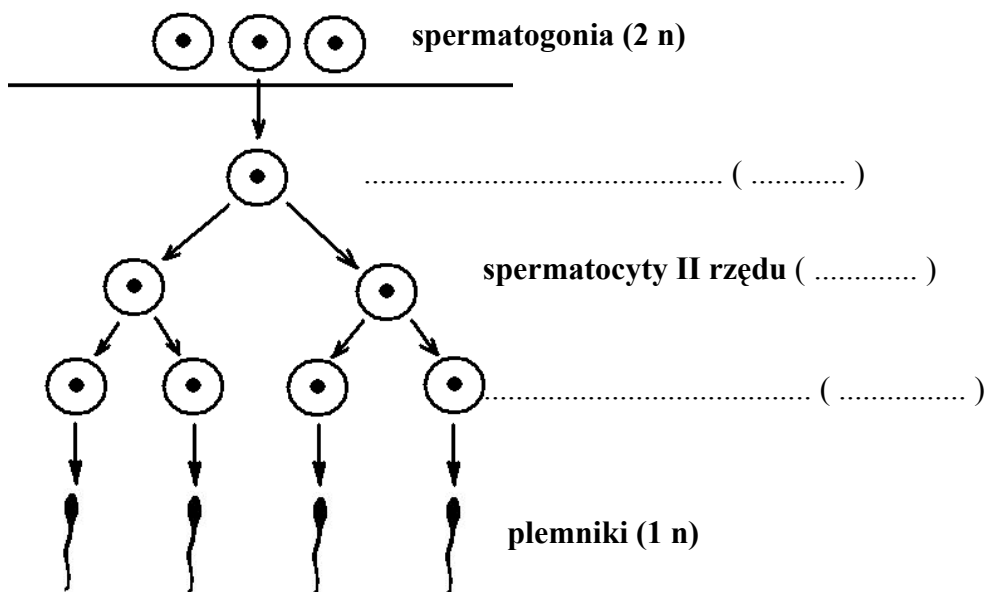 spermatogonia (2 n)
............................................ ( ............ )
spermatocyty II rzędu ( ............. )
........................................ ( ............... )
plemniki (1 n)